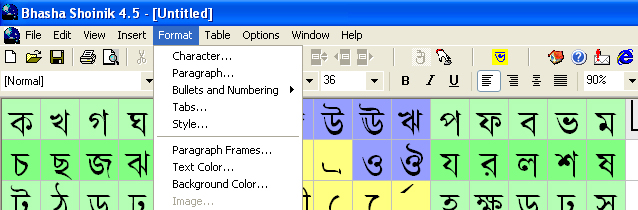 Bhasha Shoinik 4.5 - [Untitled]
File Edit View Insert Format Table Options Window Help
Character...
[Normal] Paragraph... 36 B I U 90%
Bullets and Numbering
Tabs...
Style...
Paragraph Frames...
Text Color...
Background Color...
Image...
ক খ গ ঘ উ ঊ ঋ প ফ ব ভ ম
চ ছ জ ঝ ও ঔ য র ল শ ষ